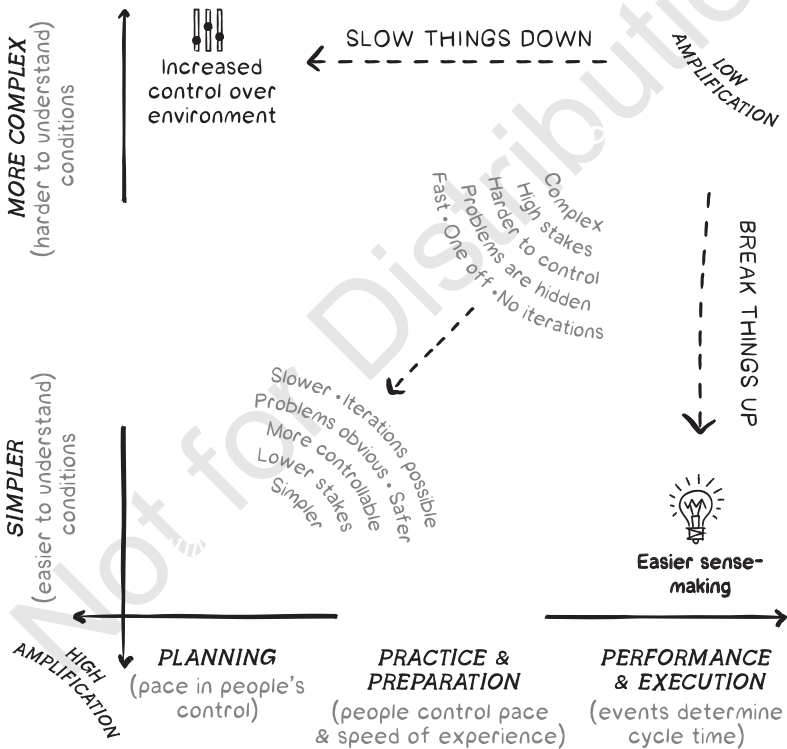 SLOW THINGS DOWN
LOW
AMPLIFICATION
Increased
control over
environment
MORE COMPLEX
(harder to understand)
conditions
Complex
High stakes
Harder to control
Problems are hidden
Fast • One off • No iterations
BREAK THINGS UP
Slower • Iterations possible
Problems obvious • Safer
More controllable
Lower stakes
Simpler
SIMPLER
(easier to understand)
conditions
Easier sense-
making
HIGH
AMPLIFICATION
PLANNING
(pace in people's
control)
PRACTICE &
PREPARATION
(people control pace
& speed of experience)
PERFORMANCE
& EXECUTION
(events determine
cycle time)
Not for Distributio